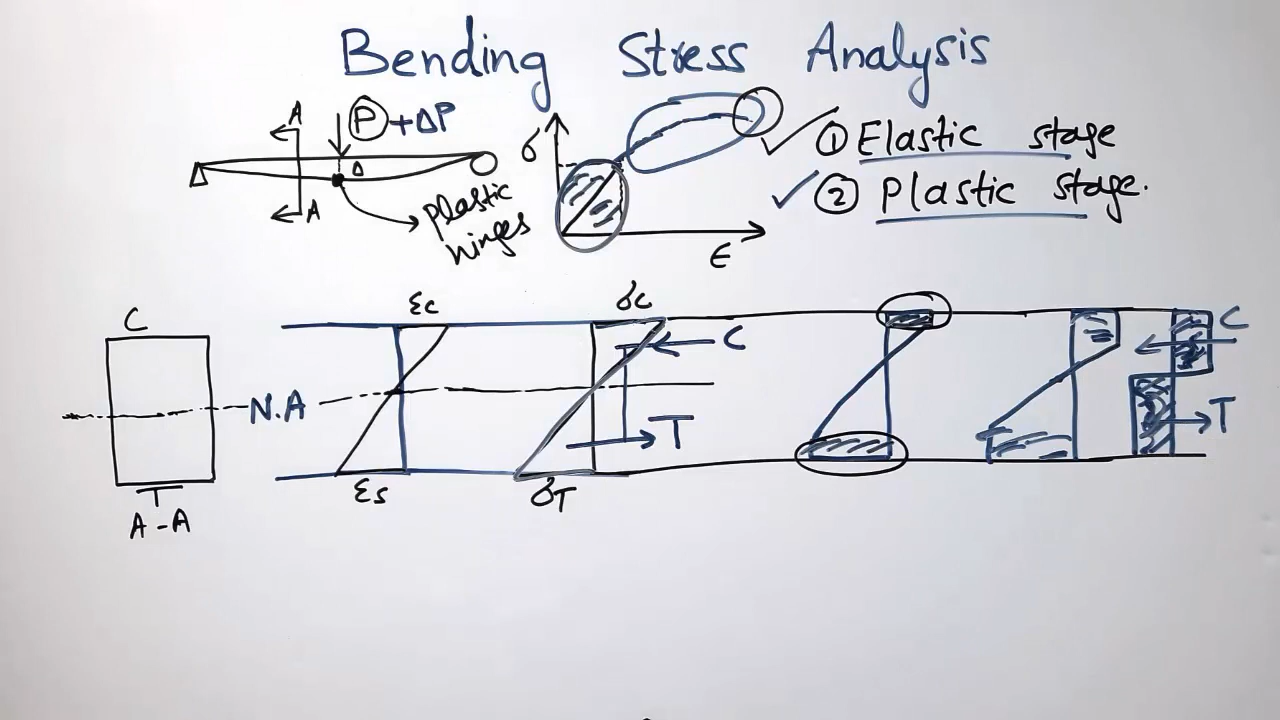 Bending Stress Analysis
A
P +ΔP
Δ
A
plastic
hinges
σ
ε
① Elastic stage
② Plastic stage.
C
N.A
T
A-A
εc
εs
σc
C
T
σT
C
T